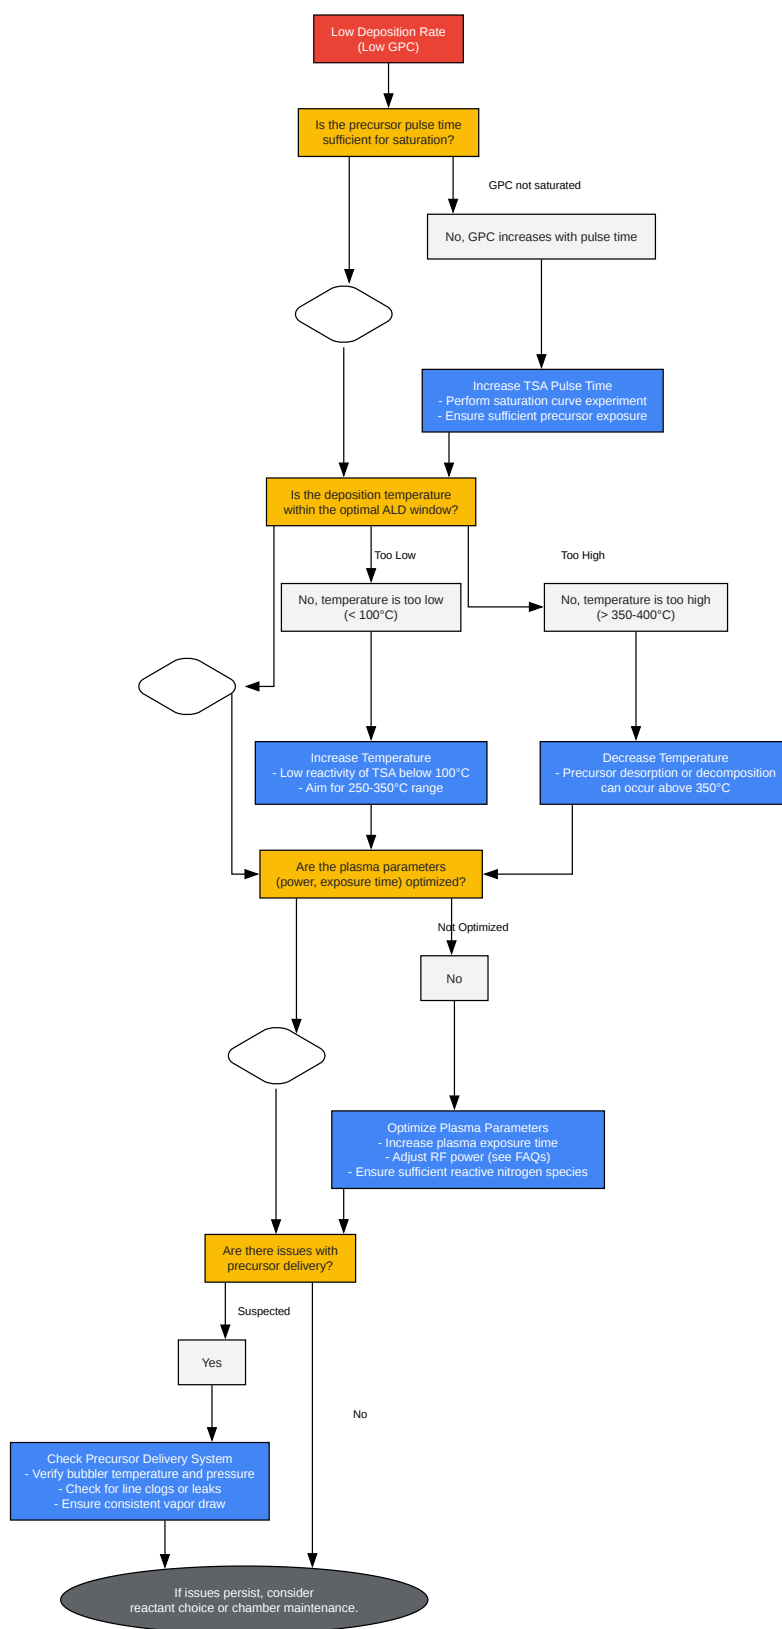 Low Deposition Rate
(Low GPC)
Is the precursor pulse time
sufficient for saturation?
GPC not saturated
No, GPC increases with pulse time
Increase TSA Pulse Time
- Perform saturation curve experiment
- Ensure sufficient precursor exposure
Is the deposition temperature
within the optimal ALD window?
Too Low
Too High
No, temperature is too low
(< 100°C)
No, temperature is too high
(> 350-400°C)
Increase Temperature
- Low reactivity of TSA below 100°C
- Aim for 250-350°C range
Decrease Temperature
- Precursor desorption or decomposition
can occur above 350°C
Are the plasma parameters
(power, exposure time) optimized?
Not Optimized
No
Optimize Plasma Parameters
- Increase plasma exposure time
- Adjust RF power (see FAQs)
- Ensure sufficient reactive nitrogen species
Are there issues with
precursor delivery?
Suspected
Yes
No
Check Precursor Delivery System
- Verify bubbler temperature and pressure
- Check for line clogs or leaks
- Ensure consistent vapor draw
If issues persist, consider
reactant choice or chamber maintenance.